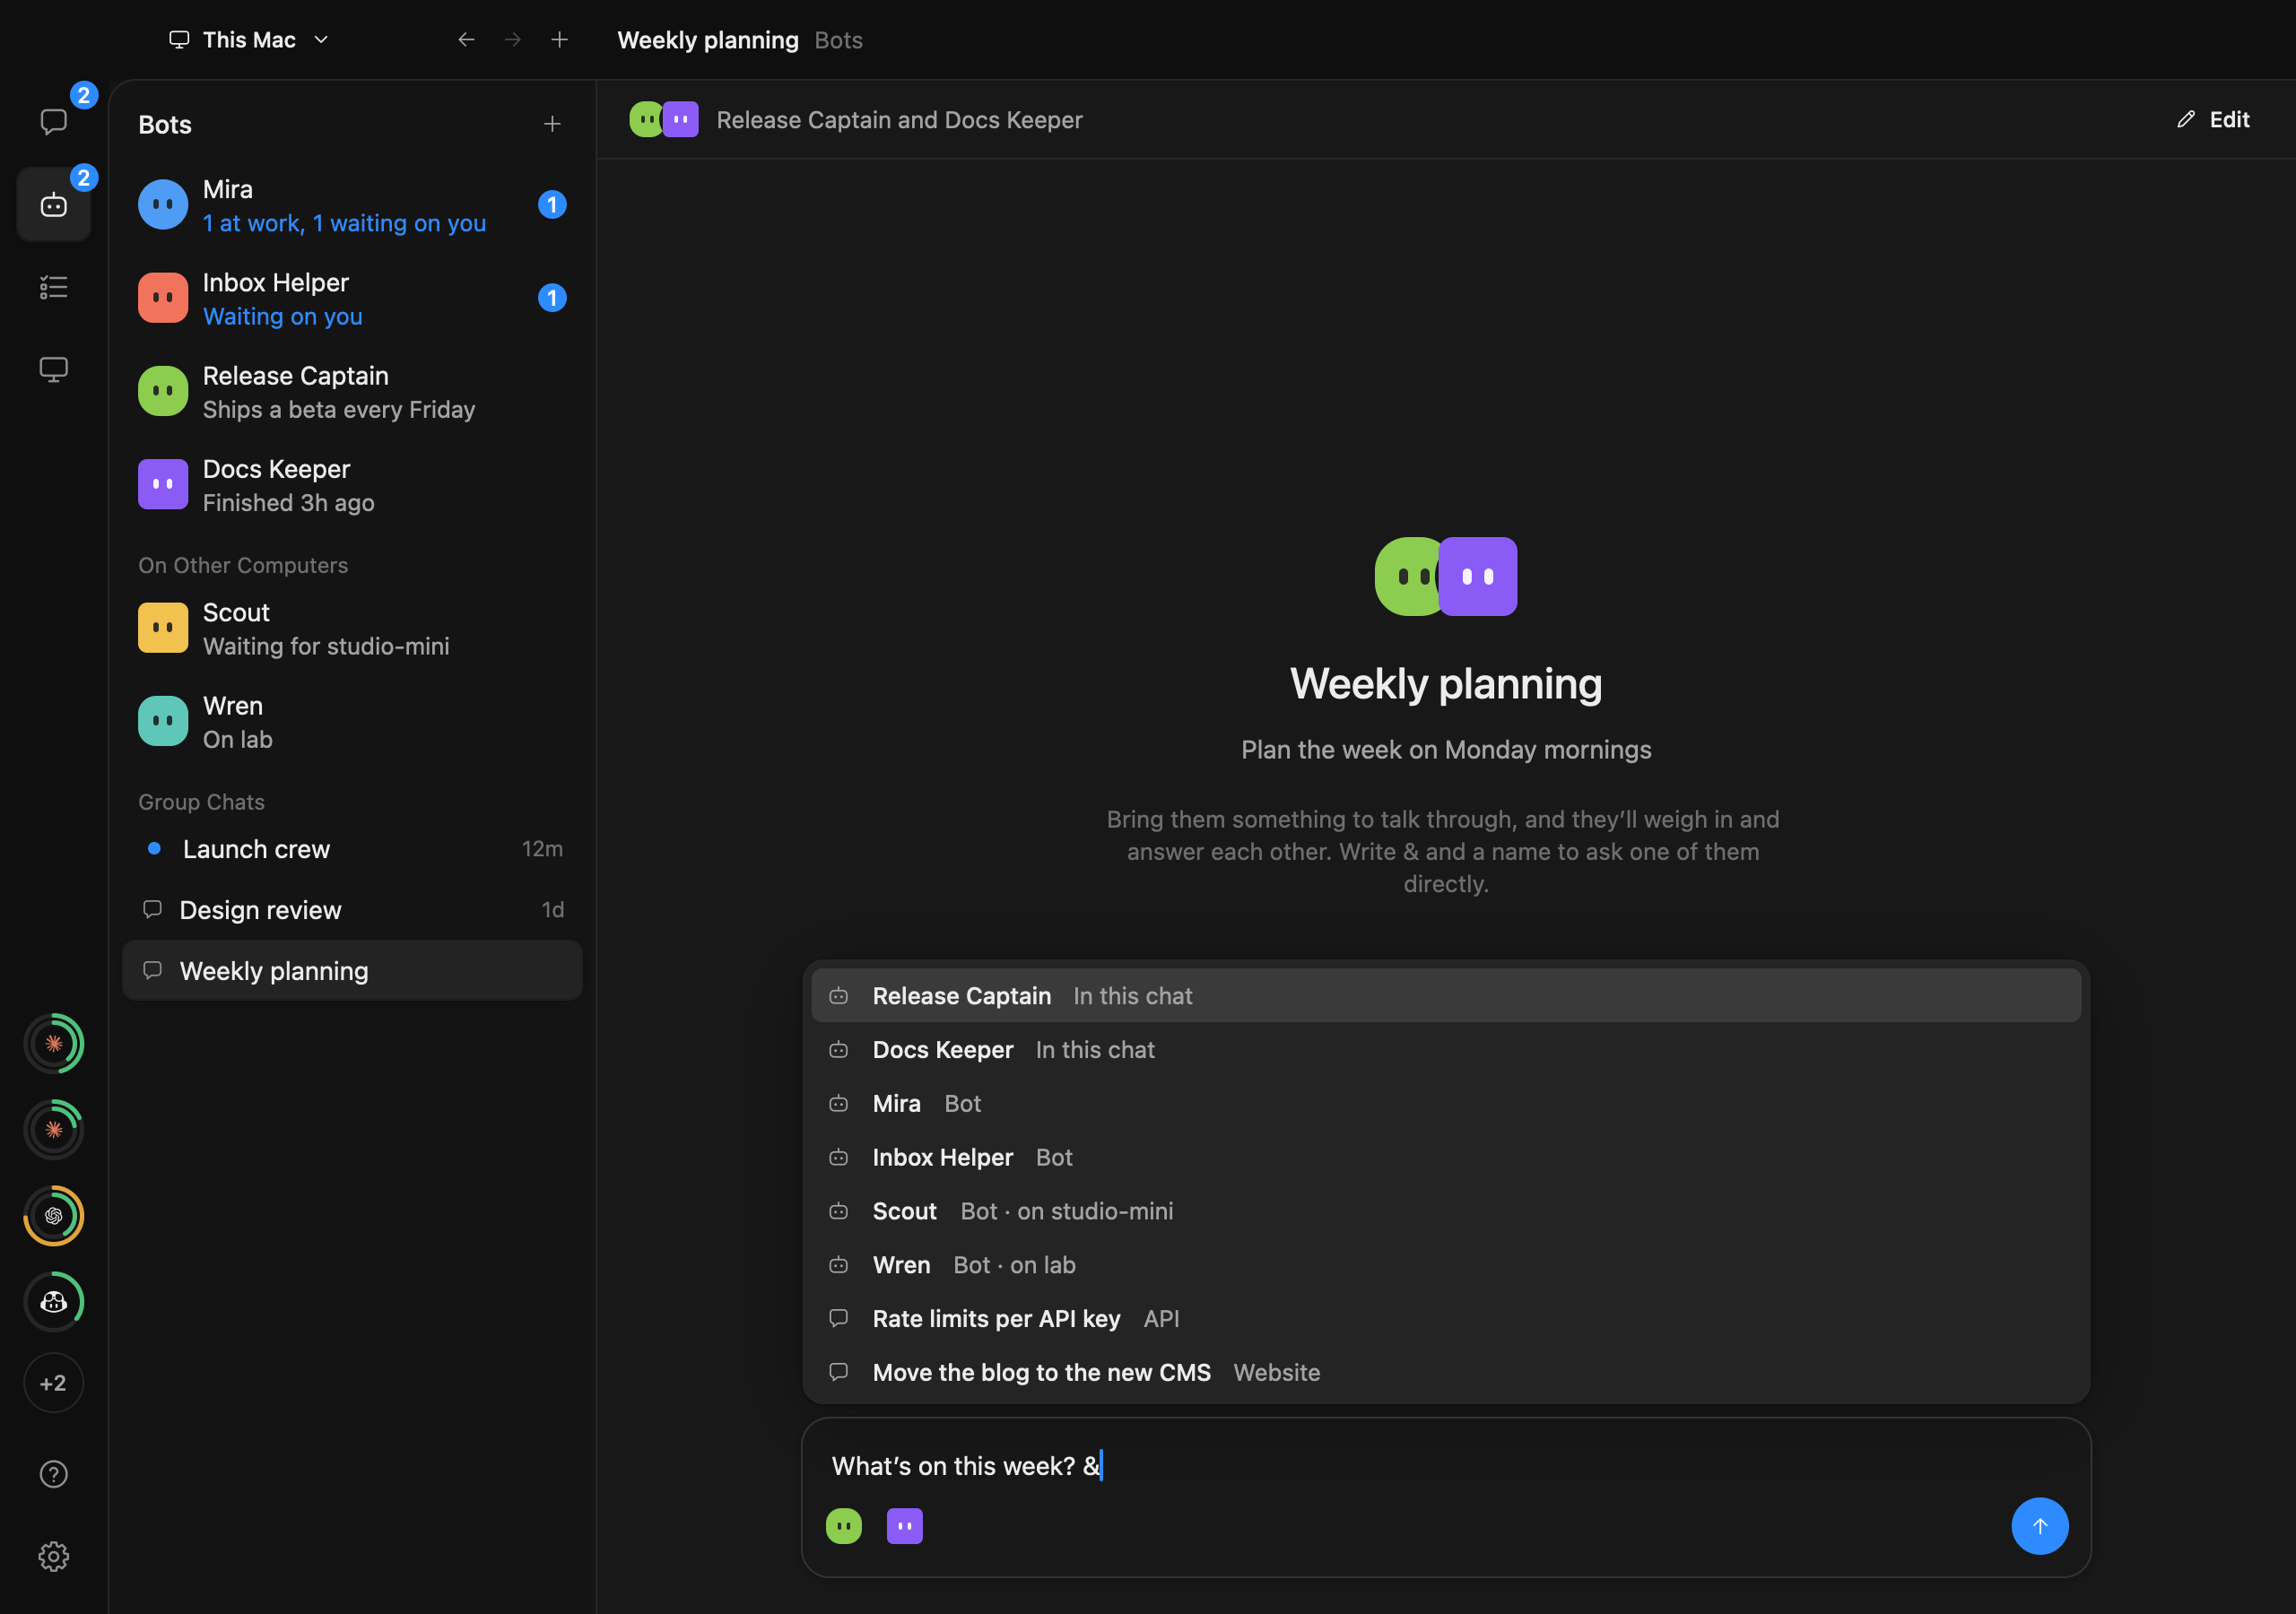 This Mac
Weekly planning Bots
2
2
Bots
Mira
1 at work, 1 waiting on you
1
Inbox Helper
Waiting on you
1
Release Captain
Ships a beta every Friday
Docs Keeper
Finished 3h ago
On Other Computers
Scout
Waiting for studio-mini
Wren
On lab
Group Chats
Launch crew 12m
Design review 1d
Weekly planning
+2
Release Captain and Docs Keeper
Edit
Weekly planning
Plan the week on Monday mornings
Bring them something to talk through, and they’ll weigh in and
answer each other. Write & and a name to ask one of them
directly.
Release Captain In this chat
Docs Keeper In this chat
Mira Bot
Inbox Helper Bot
Scout Bot · on studio-mini
Wren Bot · on lab
Rate limits per API key API
Move the blog to the new CMS Website
What’s on this week? &